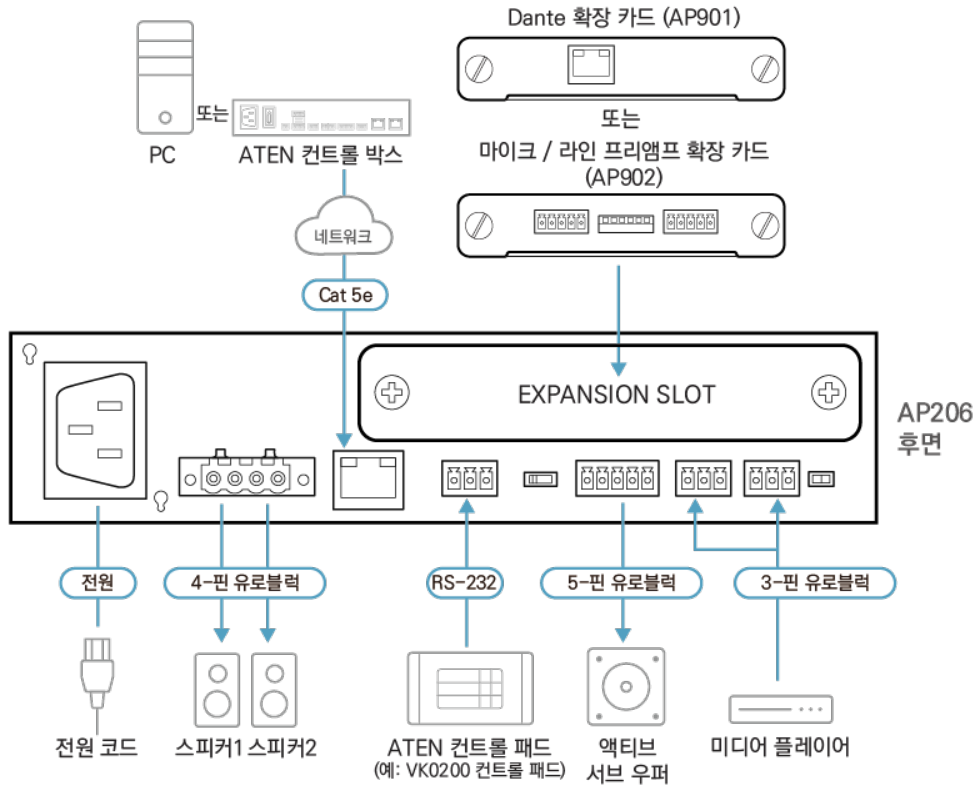 Dante 확장 카드 (AP901)
또는
또는
PC
ATEN 컨트롤 박스
마이크 / 라인 프리앰프 확장 카드
(AP902)
네트워크
Cat 5e
EXPANSION SLOT
AP206
후면
전원
4-핀 유로블럭
RS-232
5-핀 유로블럭
3-핀 유로블럭
전원 코드
스피커1 스피커2
ATEN 컨트롤 패드
(예: VK0200 컨트롤 패드)
액티브
서브 우퍼
미디어 플레이어